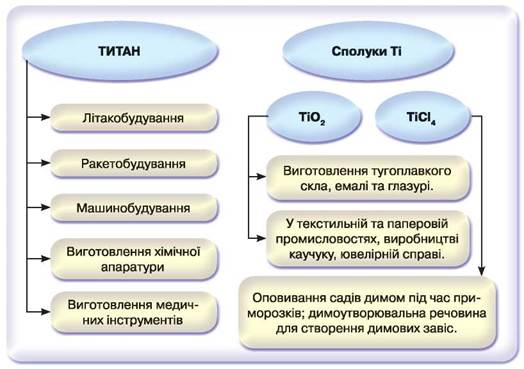 ТИТАН
Літакобудування
Ракетобудування
Машинобудування
Виготовлення хімічної
апаратури
Виготовлення медич-
них інструментів
Сполуки Ti
TiO₂
TiCl₄
Виготовлення тугоплавкого
скла, емалі та глазурі.
У текстильній та паперовій
промисловостях, виробництві
каучуку, ювелірній справі.
Оповивання садів димом під час при-
морозків; димоутворювальна речовина
для створення димових завіс.